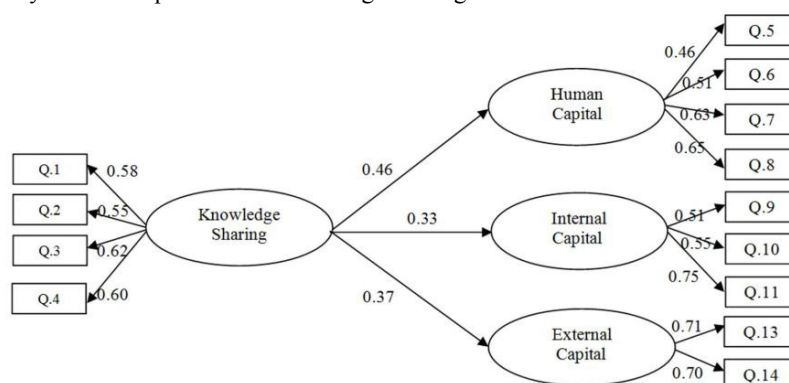 Q.5
0.46
Q.6
0.51
Human
Capital
0.63
Q.7
0.65
Q.8
Q.1
0.58
0.46
Q.2
0.55
Knowledge
Sharing
Q.3
0.62
Q.4
0.60
0.33
Internal
Capital
0.51
Q.9
0.55
Q.10
0.75
Q.11
0.37
External
Capital
0.71
Q.13
0.70
Q.14